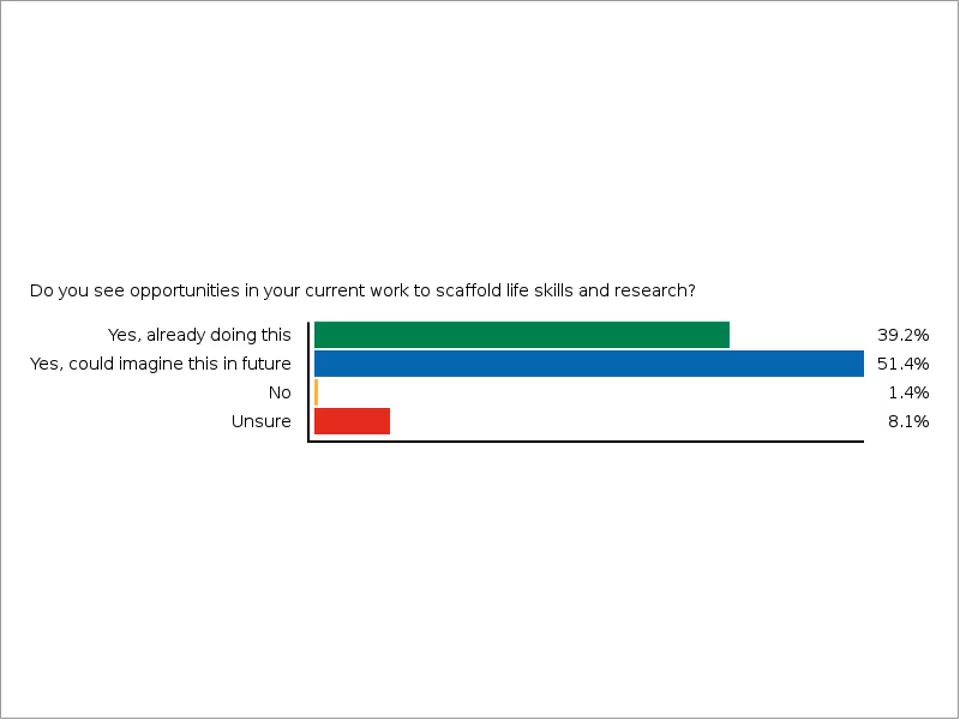 Do you see opportunities in your current work to scaffold life skills and research?
Yes, already doing this 39.2%
Yes, could imagine this in future 51.4%
No 1.4%
Unsure 8.1%